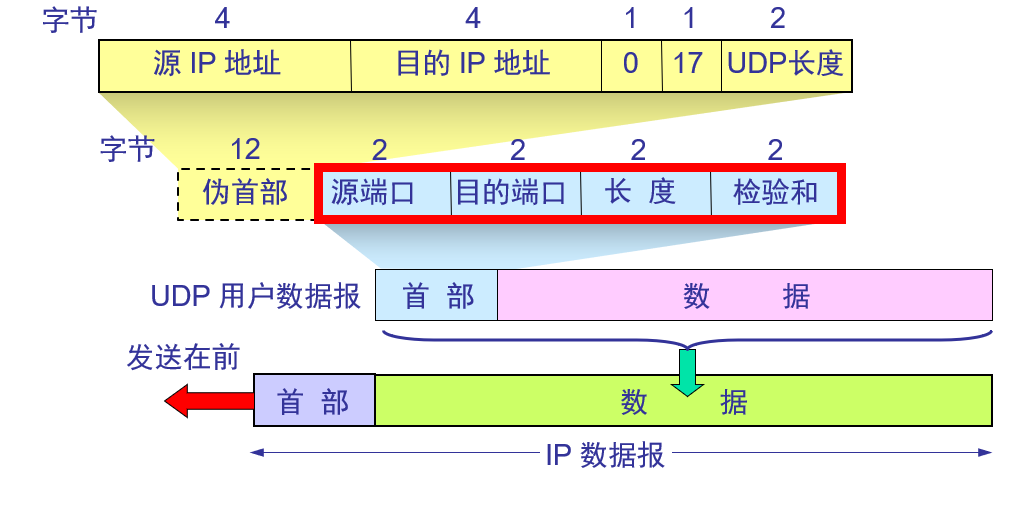 字节 4 4 1 1 2
源 IP 地址 目的 IP 地址 0 17 UDP长度
字节 12 2 2 2 2
伪首部 源端口 目的端口 长 度 检验和
UDP 用户数据报 首 部 数 据
发送在前
首 部 数 据
IP 数据报